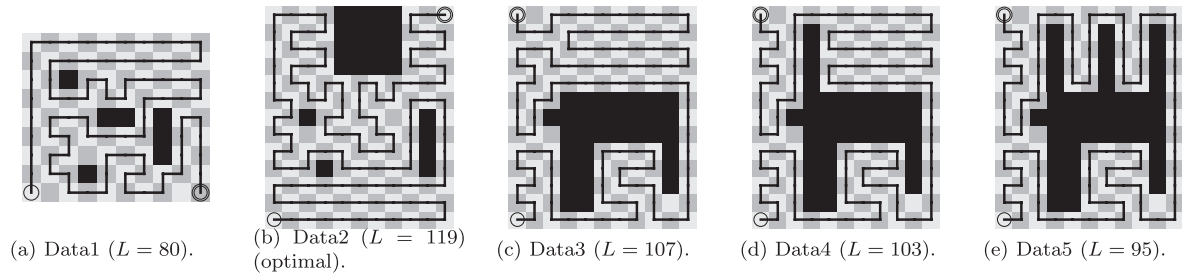 (a) Data1 (L = 80).
(b) Data2 (L = 119)
(optimal).
(c) Data3 (L = 107).
(d) Data4 (L = 103).
(e) Data5 (L = 95).